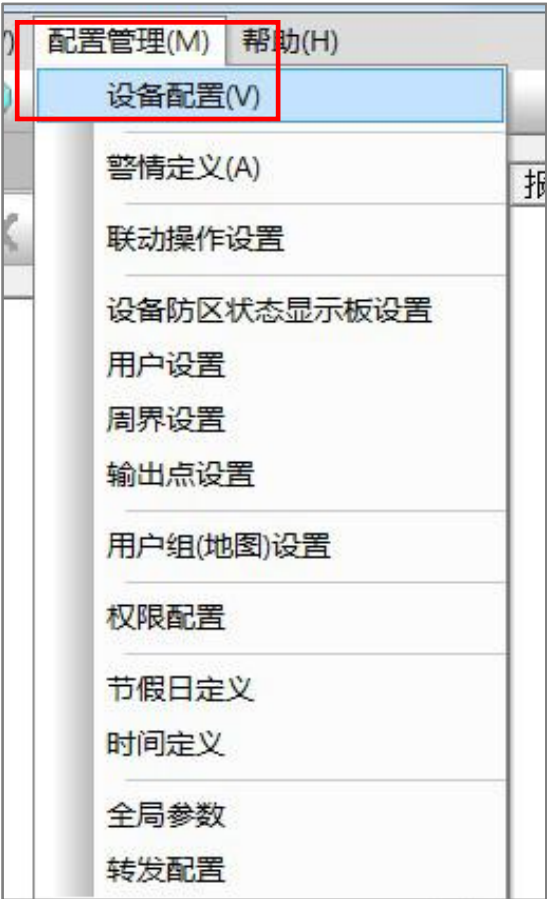 配置管理(M) 帮助(H)
设备配置(V)
警情定义(A)
联动操作设置
设备防区状态显示板设置
用户设置
周界设置
输出点设置
用户组(地图)设置
权限配置
节假日定义
时间定义
全局参数
转发配置